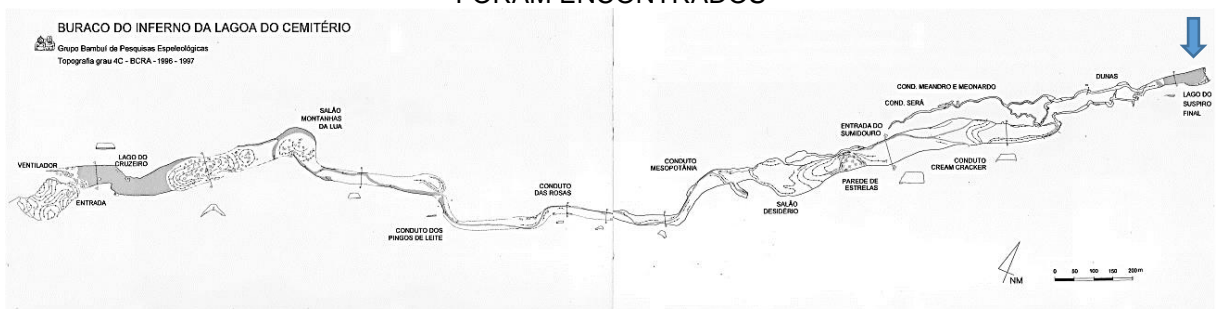 FORAM ENCONTRADOS
BURACO DO INFERNO DA LAGOA DO CEMITÉRIO
Grupo Bambuí de Pesquisas Espeleológicas
Topografia grau 4C - BCRA - 1996 - 1997
VENTILADOR
LAGO DO
CRUZEIRO
ENTRADA
SALÃO
MONTANHAS
DA LUA
CONDUTO DOS
PINGOS DE LEITE
CONDUTO
DAS ROSAS
CONDUTO
MESOPOTÂNIA
SALÃO
DESIDÉRIO
PAREDE DE
ESTRELAS
ENTRADA DO
SUMIDOURO
COND. SERÁ
COND. MEANDRO E MEDNARDO
CONDUTO
CREAM CRACKER
DUNAS
LAGO DO
SUSPIRO
FINAL
NM
0 50 100 150 200m